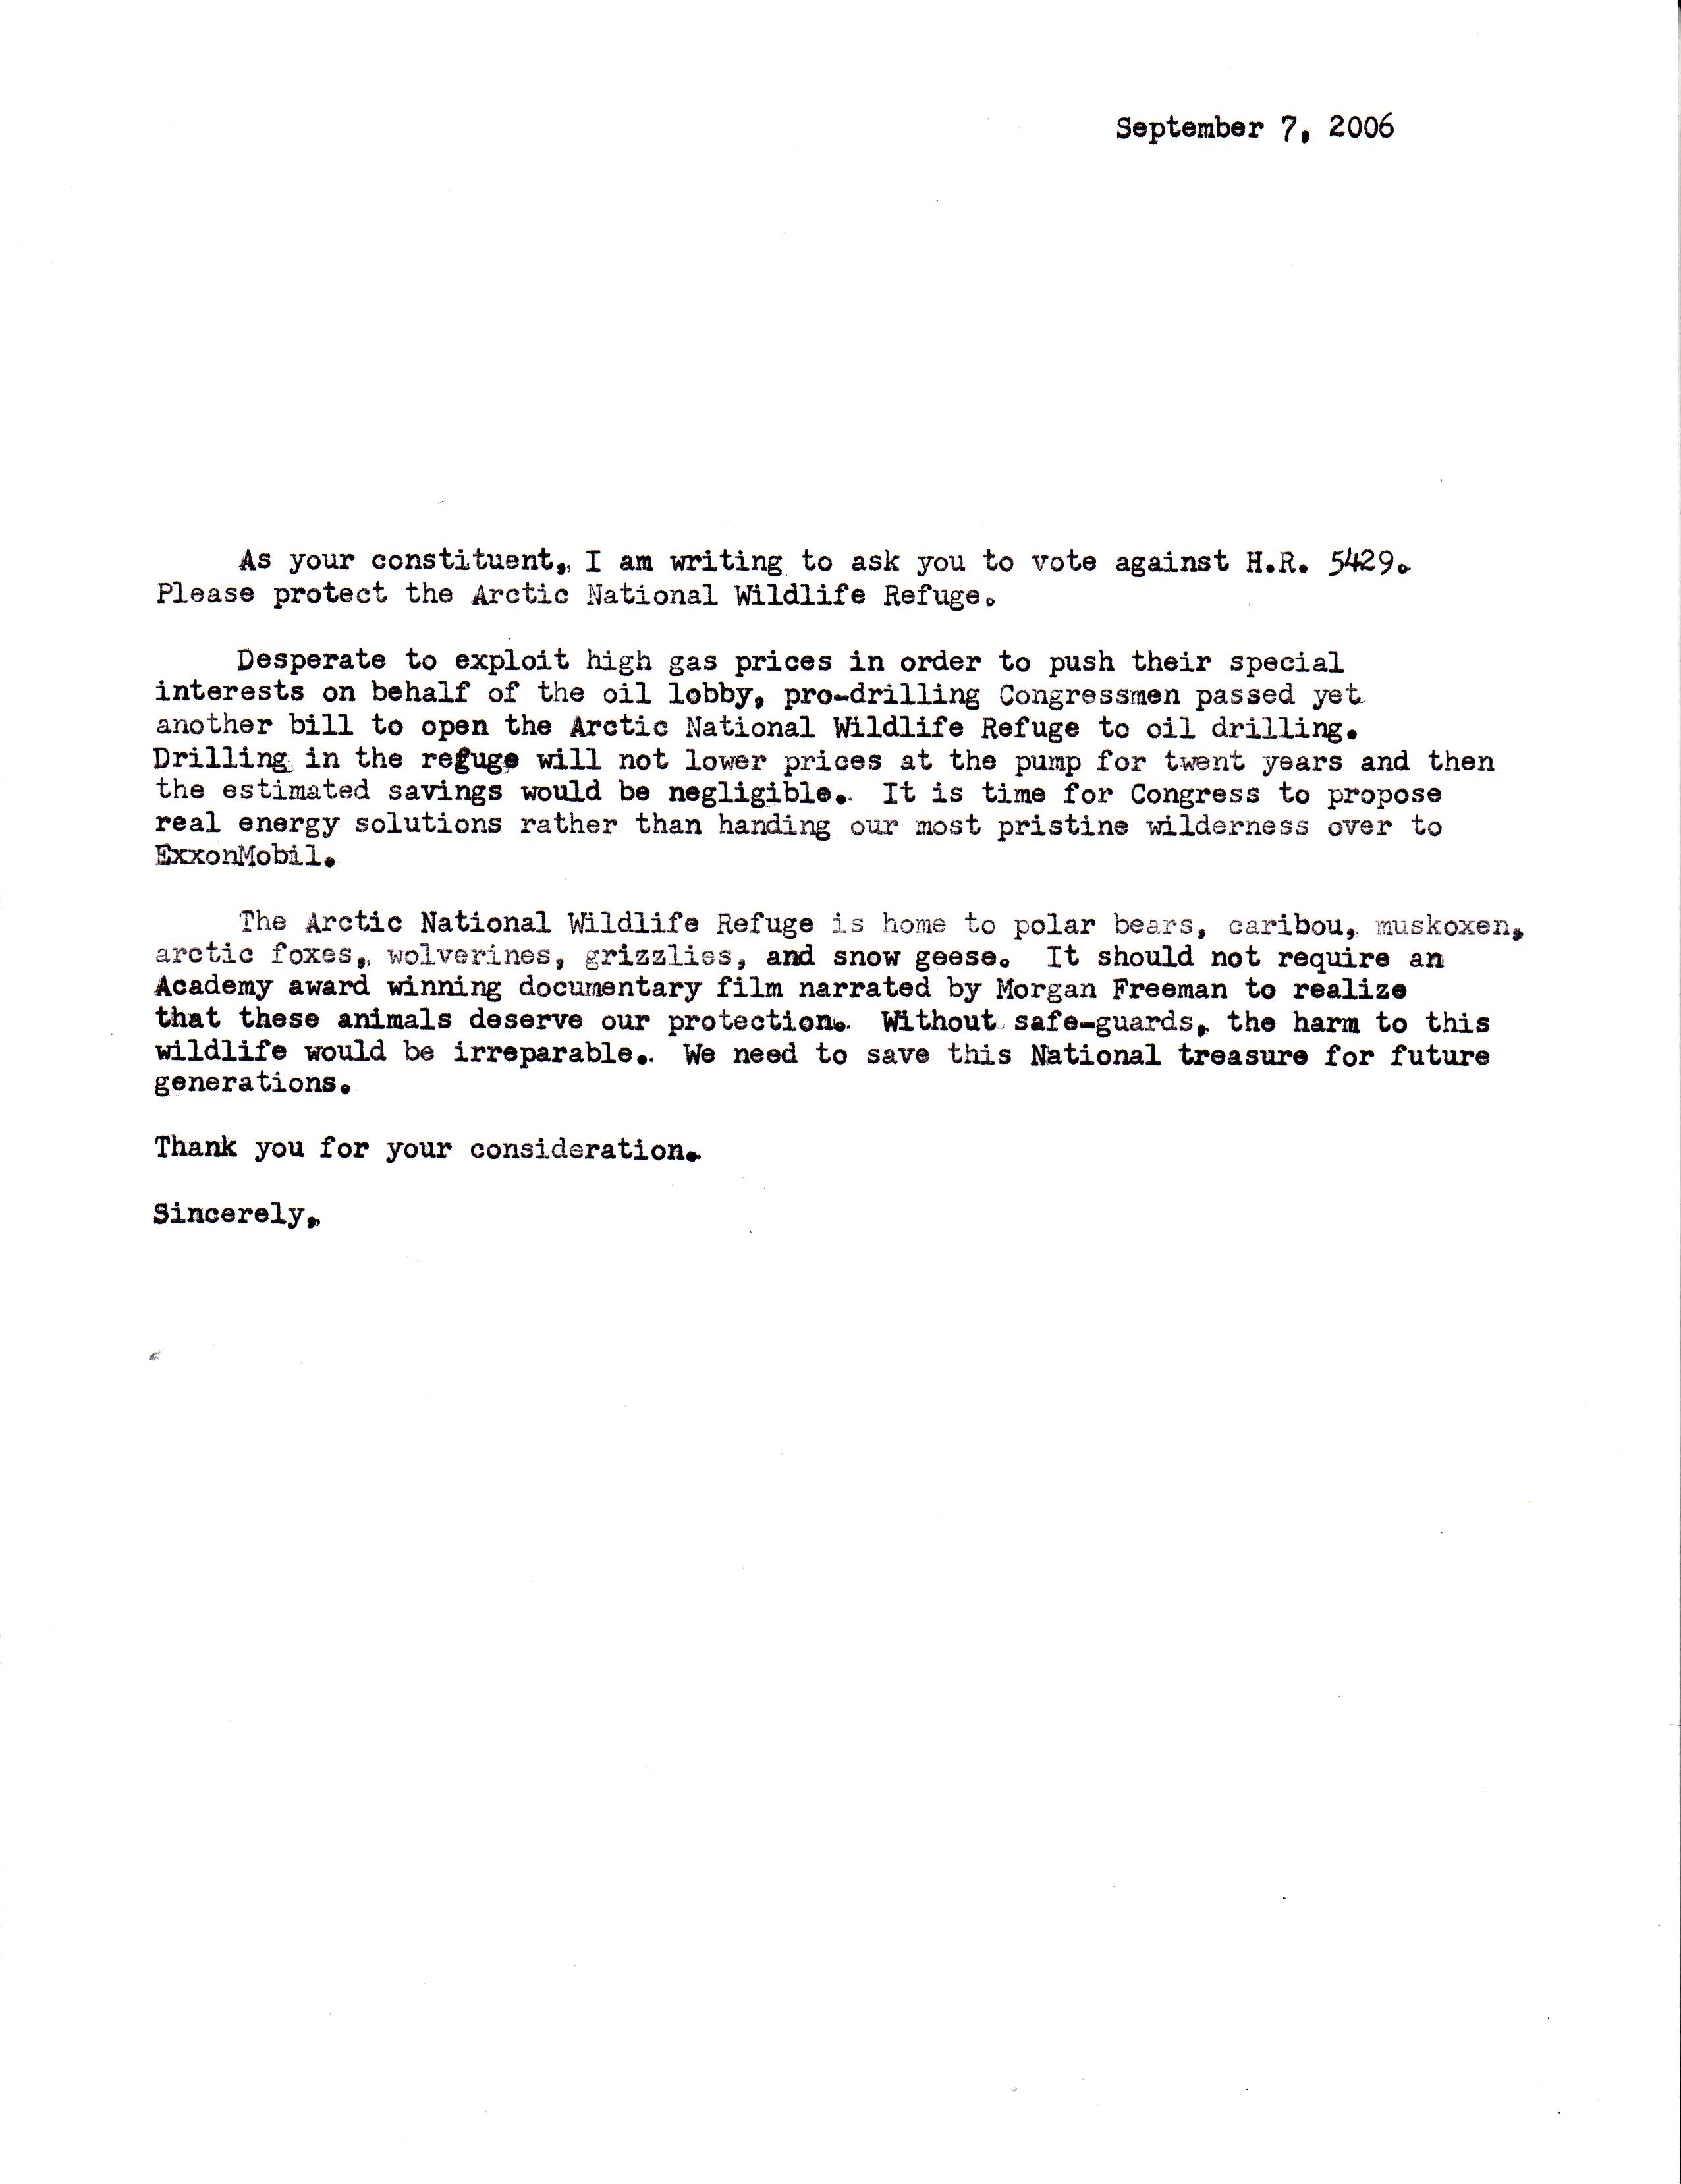 September 7, 2006
As your constituent, I am writing to ask you to vote against H.R. 5429.
Please protect the Arctic National Wildlife Refuge.
Desperate to exploit high gas prices in order to push their special
interests on behalf of the oil lobby, pro-drilling Congressmen passed yet
another bill to open the Arctic National Wildlife Refuge to oil drilling.
Drilling in the refuge will not lower prices at the pump for twent years and then
the estimated savings would be negligible. It is time for Congress to propose
real energy solutions rather than handing our most pristine wilderness over to
ExxonMobil.
The Arctic National Wildlife Refuge is home to polar bears, caribou, muskoxen,
arctic foxes, wolverines, grizzlies, and snow geese. It should not require an
Academy award winning documentary film narrated by Morgan Freeman to realize
that these animals deserve our protection. Without safe-guards, the harm to this
wildlife would be irreparable. We need to save this National treasure for future
generations.
Thank you for your consideration.
Sincerely,